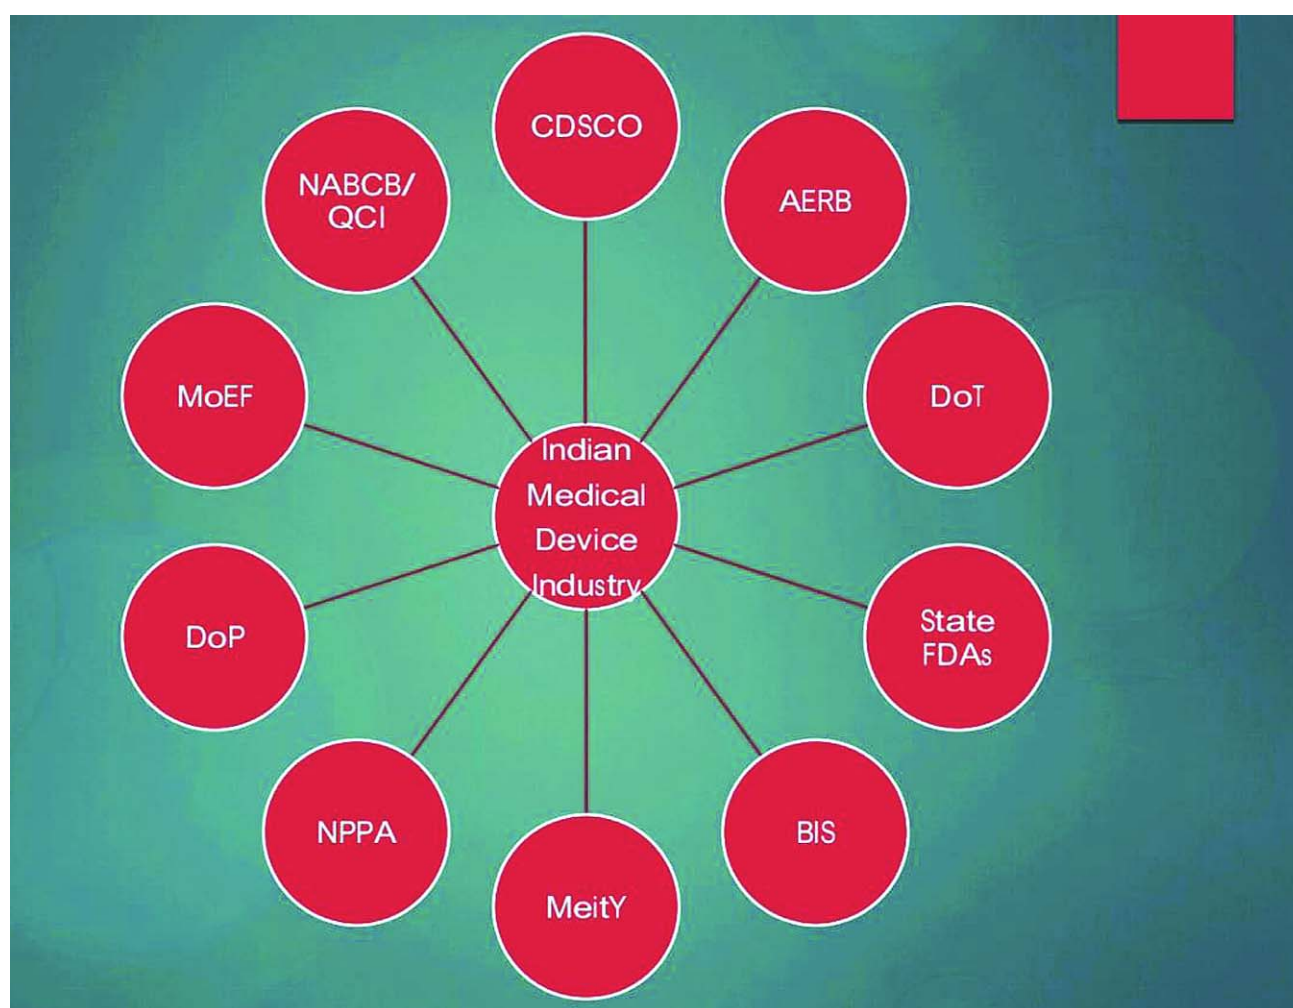 CDSCO
NABCB/
QCI
AERB
MoEF
DoT
Indian
Medical
Device
Industry
DoP
State
FDAs
NPPA
BIS
MeitY